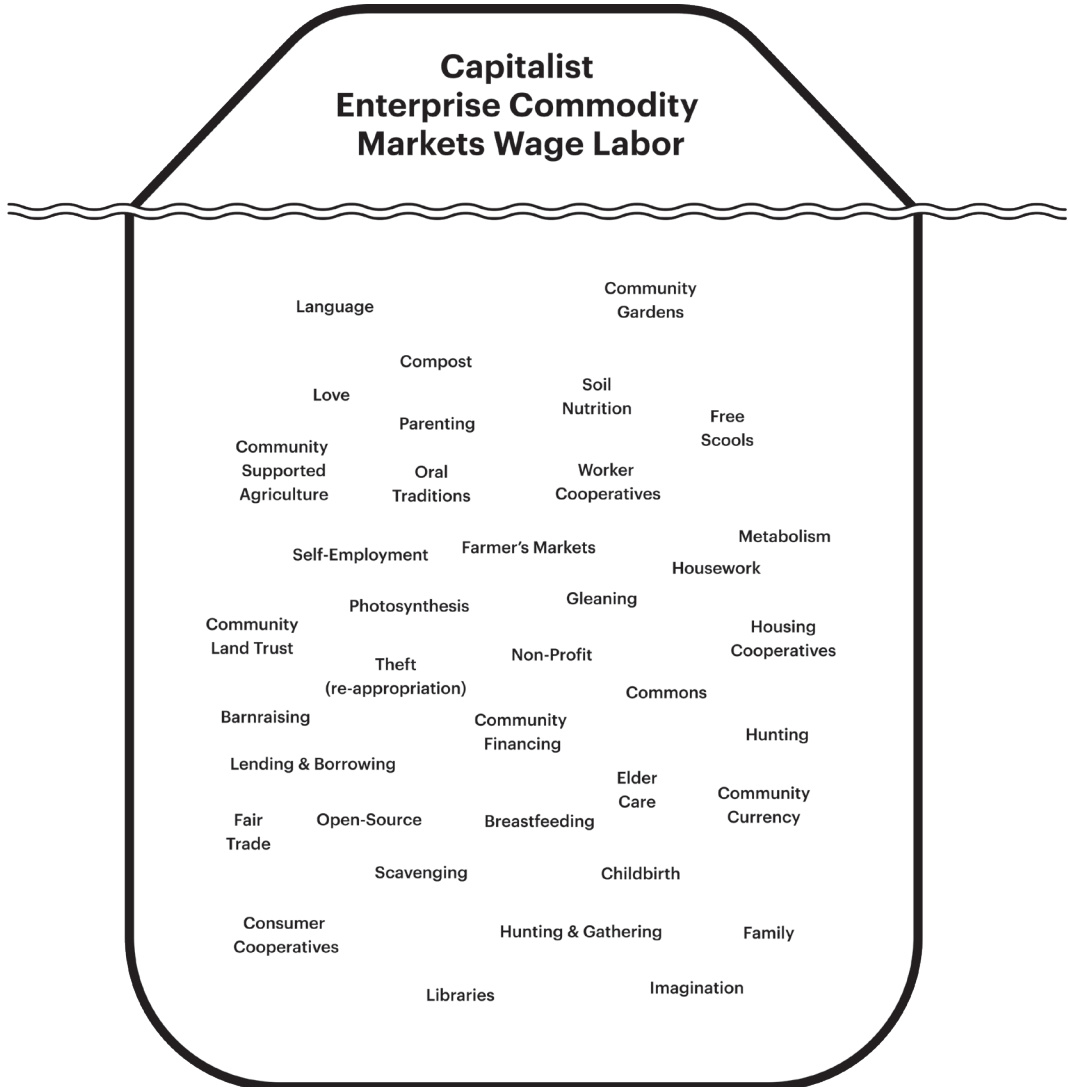 Capitalist
Enterprise Commodity
Markets Wage Labor
Language
Community
Gardens
Compost
Love
Soil
Nutrition
Parenting
Free
Scools
Community
Supported
Agriculture
Oral
Traditions
Worker
Cooperatives
Metabolism
Self-Employment
Farmer’s Markets
Housework
Photosynthesis
Gleaning
Community
Land Trust
Housing
Cooperatives
Theft
(re-appropriation)
Non-Profit
Commons
Barnraising
Community
Financing
Hunting
Lending & Borrowing
Elder
Care
Community
Currency
Fair
Trade
Open-Source
Breastfeeding
Scavenging
Childbirth
Consumer
Cooperatives
Hunting & Gathering
Family
Libraries
Imagination